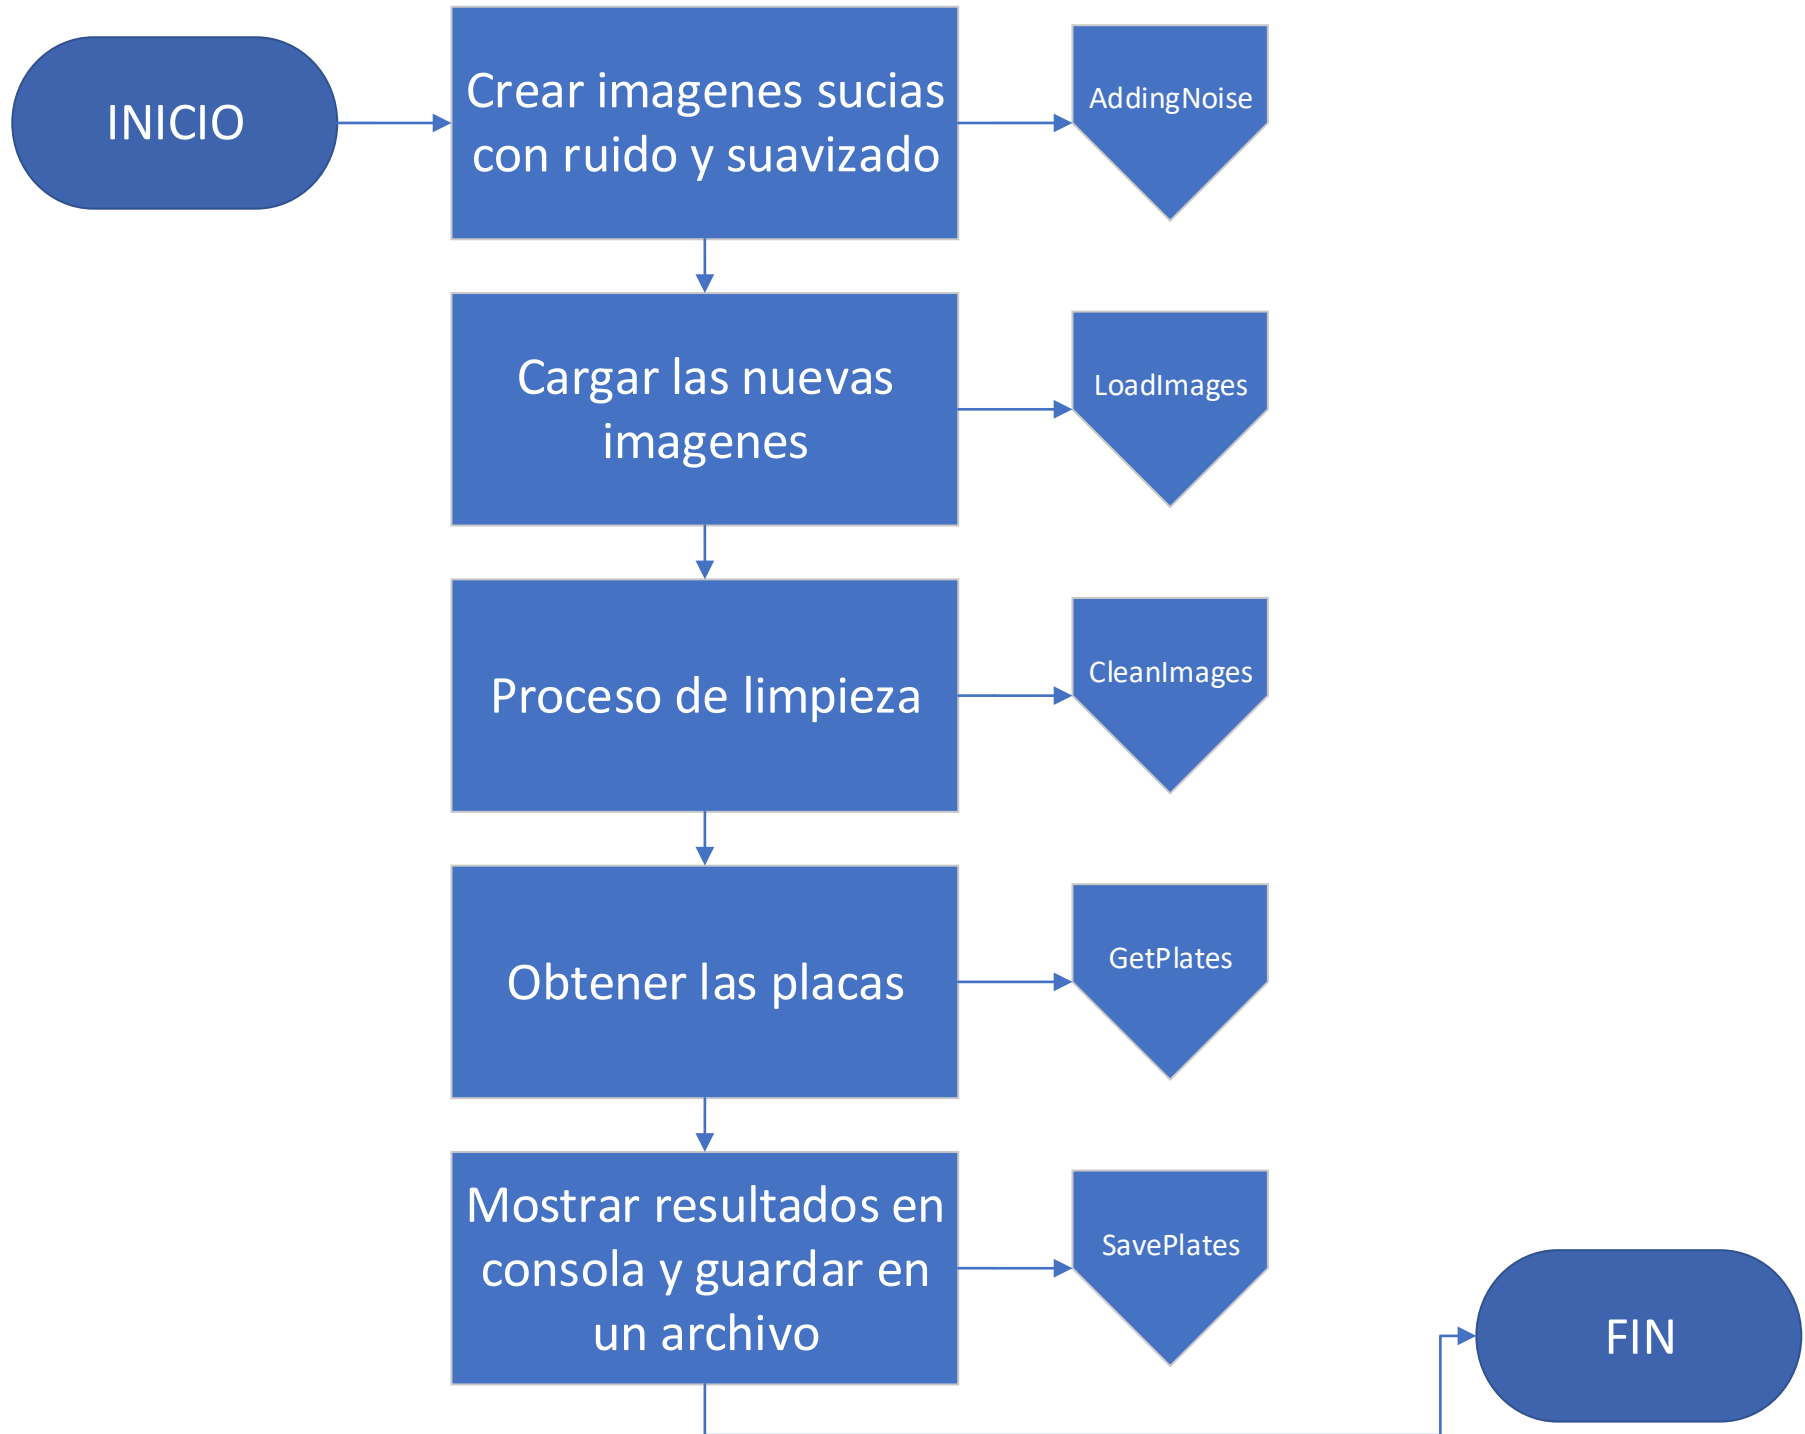 INICIO
Crear imagenes sucias
con ruido y suavizado
AddingNoise
Cargar las nuevas
imagenes
LoadImages
Proceso de limpieza
CleanImages
Obtener las placas
GetPlates
Mostrar resultados en
consola y guardar en
un archivo
SavePlates
FIN